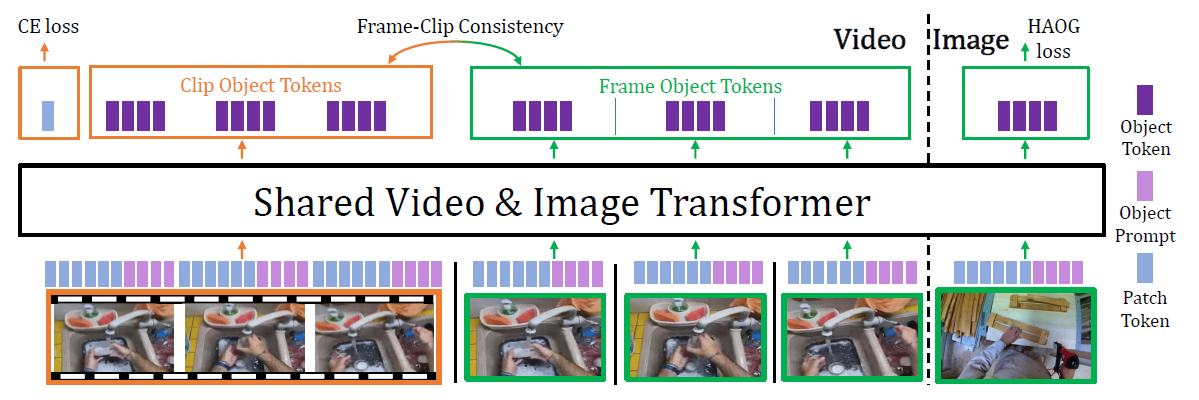 CE loss
Frame-Clip Consistency
Video
Image
HAOG
loss
Clip Object Tokens
Frame Object Tokens
Object
Token
Shared Video & Image Transformer
Object
Prompt
Patch
Token